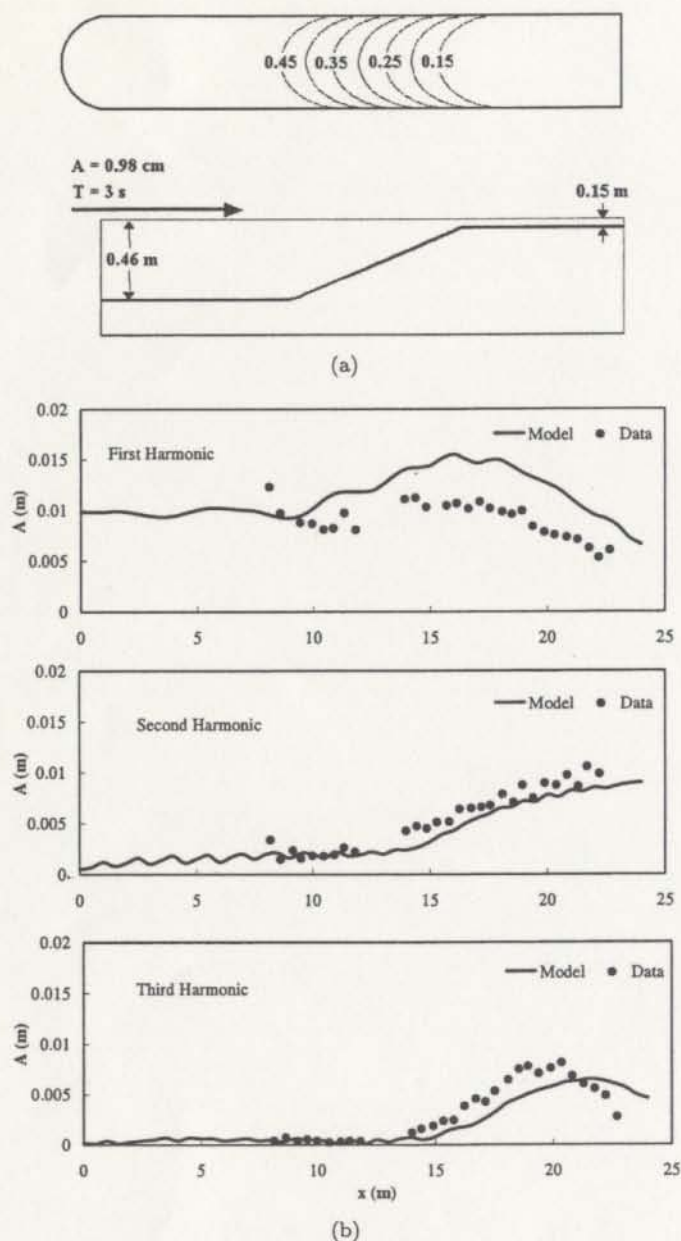 0.45 0.35 0.25 0.15
A = 0.98 cm
T = 3 s
0.15 m
0.46 m
(a)
0.02
0.015
0.01
0.005
0
A (m)
First Harmonic
Model Data
0 5 10 15 20 25
0.02
0.015
0.01
0.005
0
A (m)
Second Harmonic
Model Data
0 5 10 15 20 25
0.02
0.015
0.01
0.005
0
A (m)
Third Harmonic
Model Data
0 5 10 15 20 25
x (m)
(b)